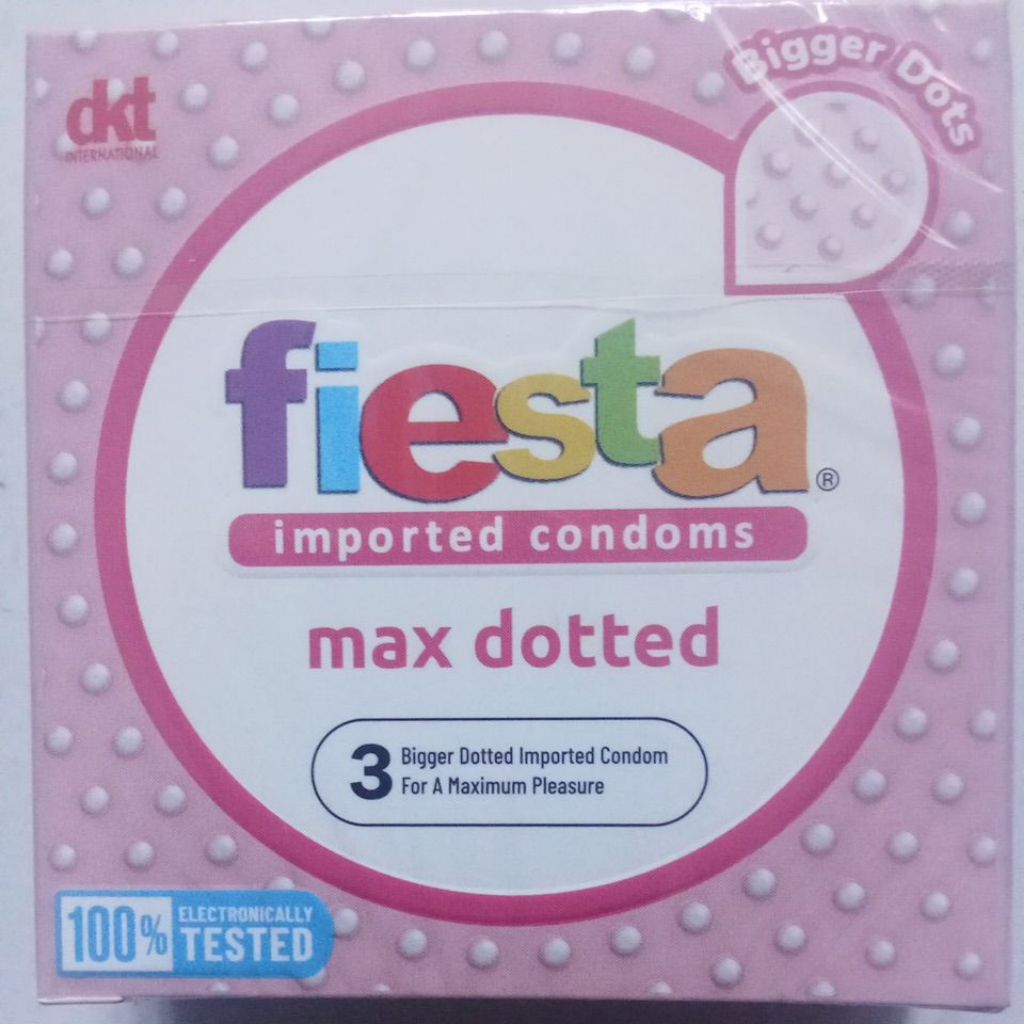 dkt
INTERNATIONAL
Bigger Dots
fiesta®
imported condoms
max dotted
3 Bigger Dotted Imported Condom
For A Maximum Pleasure
100% ELECTRONICALLY
TESTED